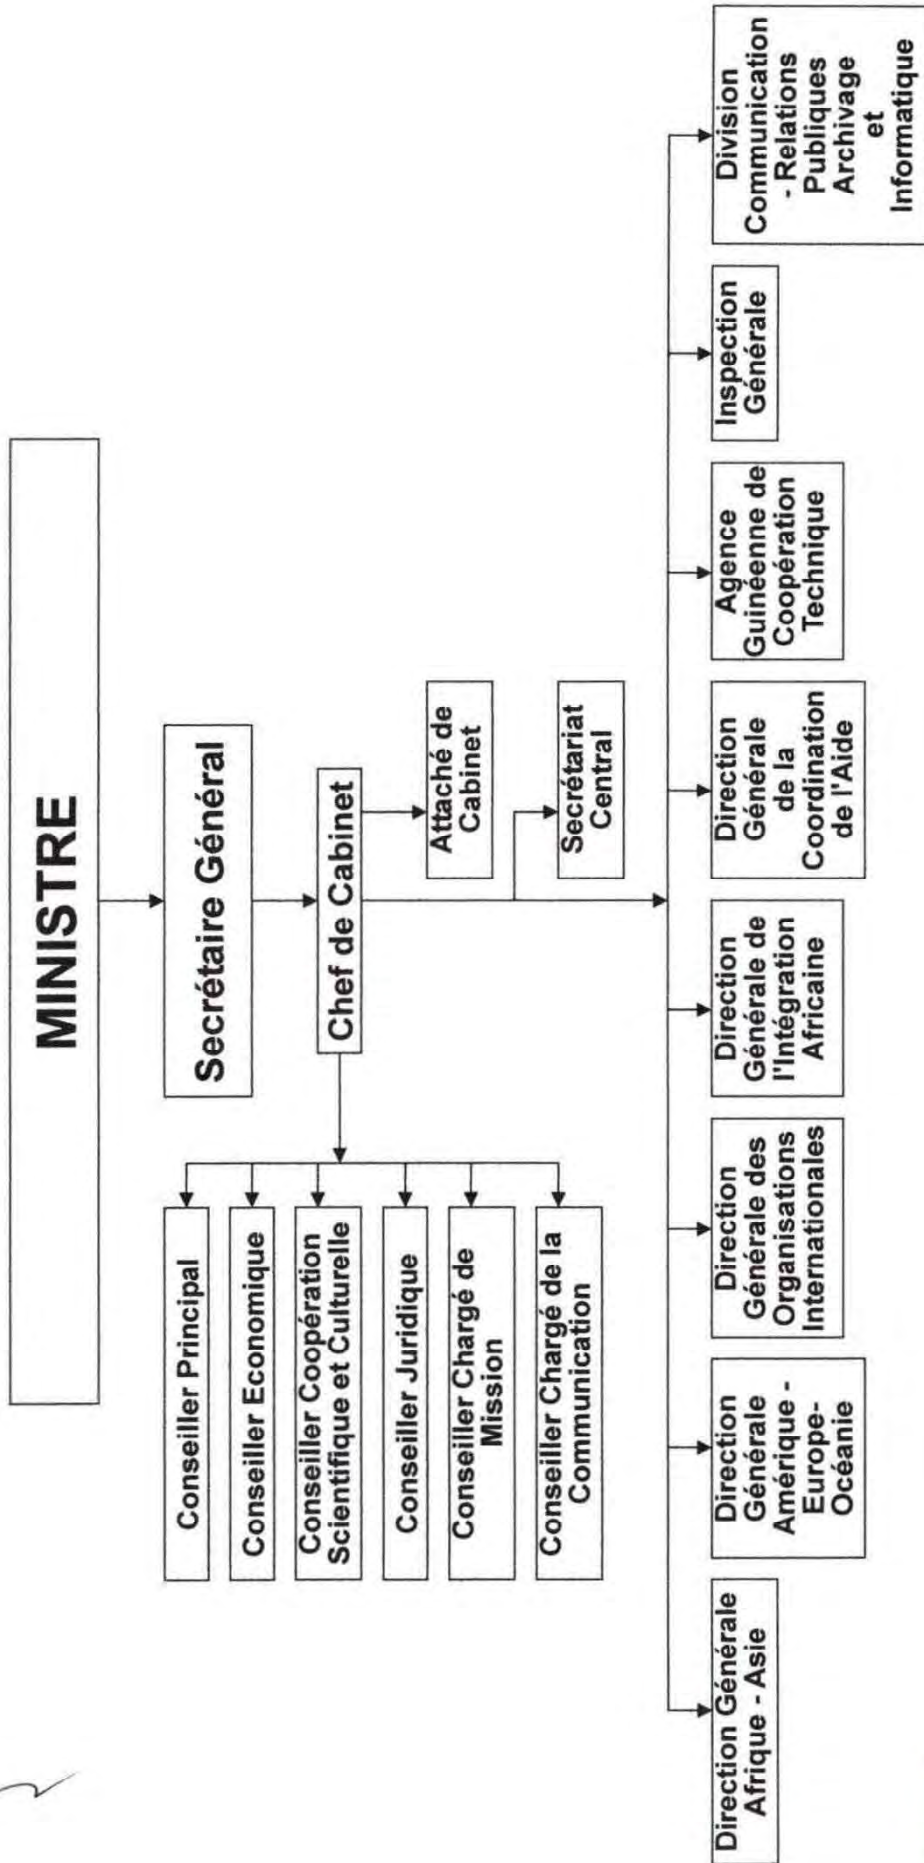 MINISTRE
Secrétaire Général
Chef de Cabinet
Conseiller Principal
Conseiller Economique
Conseiller Coopération
Scientifique et Culturelle
Conseiller Juridique
Conseiller Chargé de
Mission
Conseiller Chargé de la
Communication
Attaché de
Cabinet
Secrétariat
Central
Direction Générale
Afrique - Asie
Direction
Générale
Amérique -
Europe-
Océanie
Direction
Générale des
Organisations
Internationales
Direction
Générale de
l'Intégration
Africaine
Direction
Générale
de la
Coordination
de l'Aide
Agence
Guinéenne de
Coopération
Technique
Inspection
Générale
Division
Communication
- Relations
Publiques
Archivage
et
Informatique